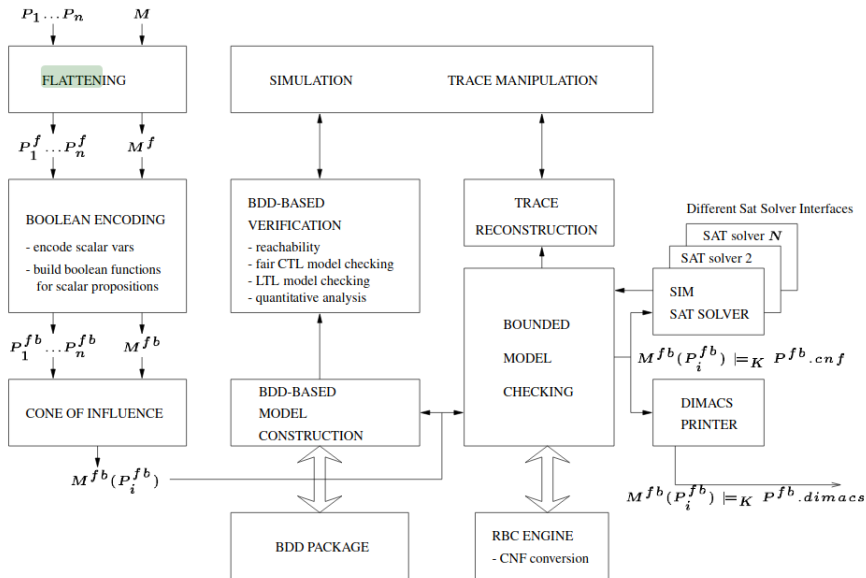 P₁ ... Pₙ
M
FLATTENING
P₁ᶠ ... Pₙᶠ
Mᶠ
BOOLEAN ENCODING
- encode scalar vars
- build boolean functions
for scalar propositions
P₁ᶠᵇ ... Pₙᶠᵇ
Mᶠᵇ
CONE OF INFLUENCE
Mᶠᵇ(Pᵢᶠᵇ)
SIMULATION
TRACE MANIPULATION
BDD-BASED
VERIFICATION
- reachability
- fair CTL model checking
- LTL model checking
- quantitative analysis
BDD-BASED
MODEL
CONSTRUCTION
BDD PACKAGE
TRACE
RECONSTRUCTION
BOUNDED
MODEL
CHECKING
RBC ENGINE
- CNF conversion
Different Sat Solver Interfaces
SAT solver N
SAT solver 2
SIM
SAT SOLVER
Mᶠᵇ(Pᵢᶠᵇ) |=K Pᶠᵇ.cnf
DIMACS
PRINTER
Mᶠᵇ(Pᵢᶠᵇ) |=K Pᶠᵇ.dimacs